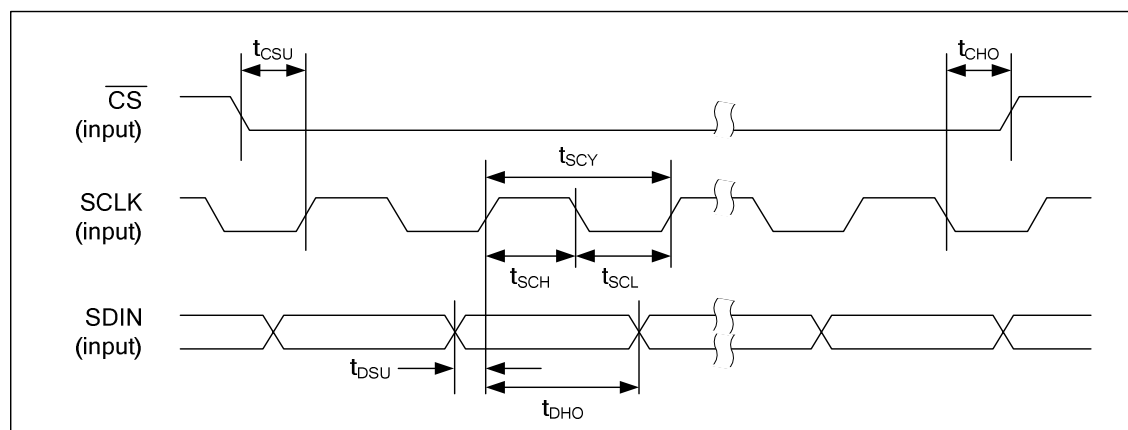 tCSU
tCHO
CS
(input)
tSCY
SCLK
(input)
tSCH
tSCL
SDIN
(input)
tDSU
tDHO